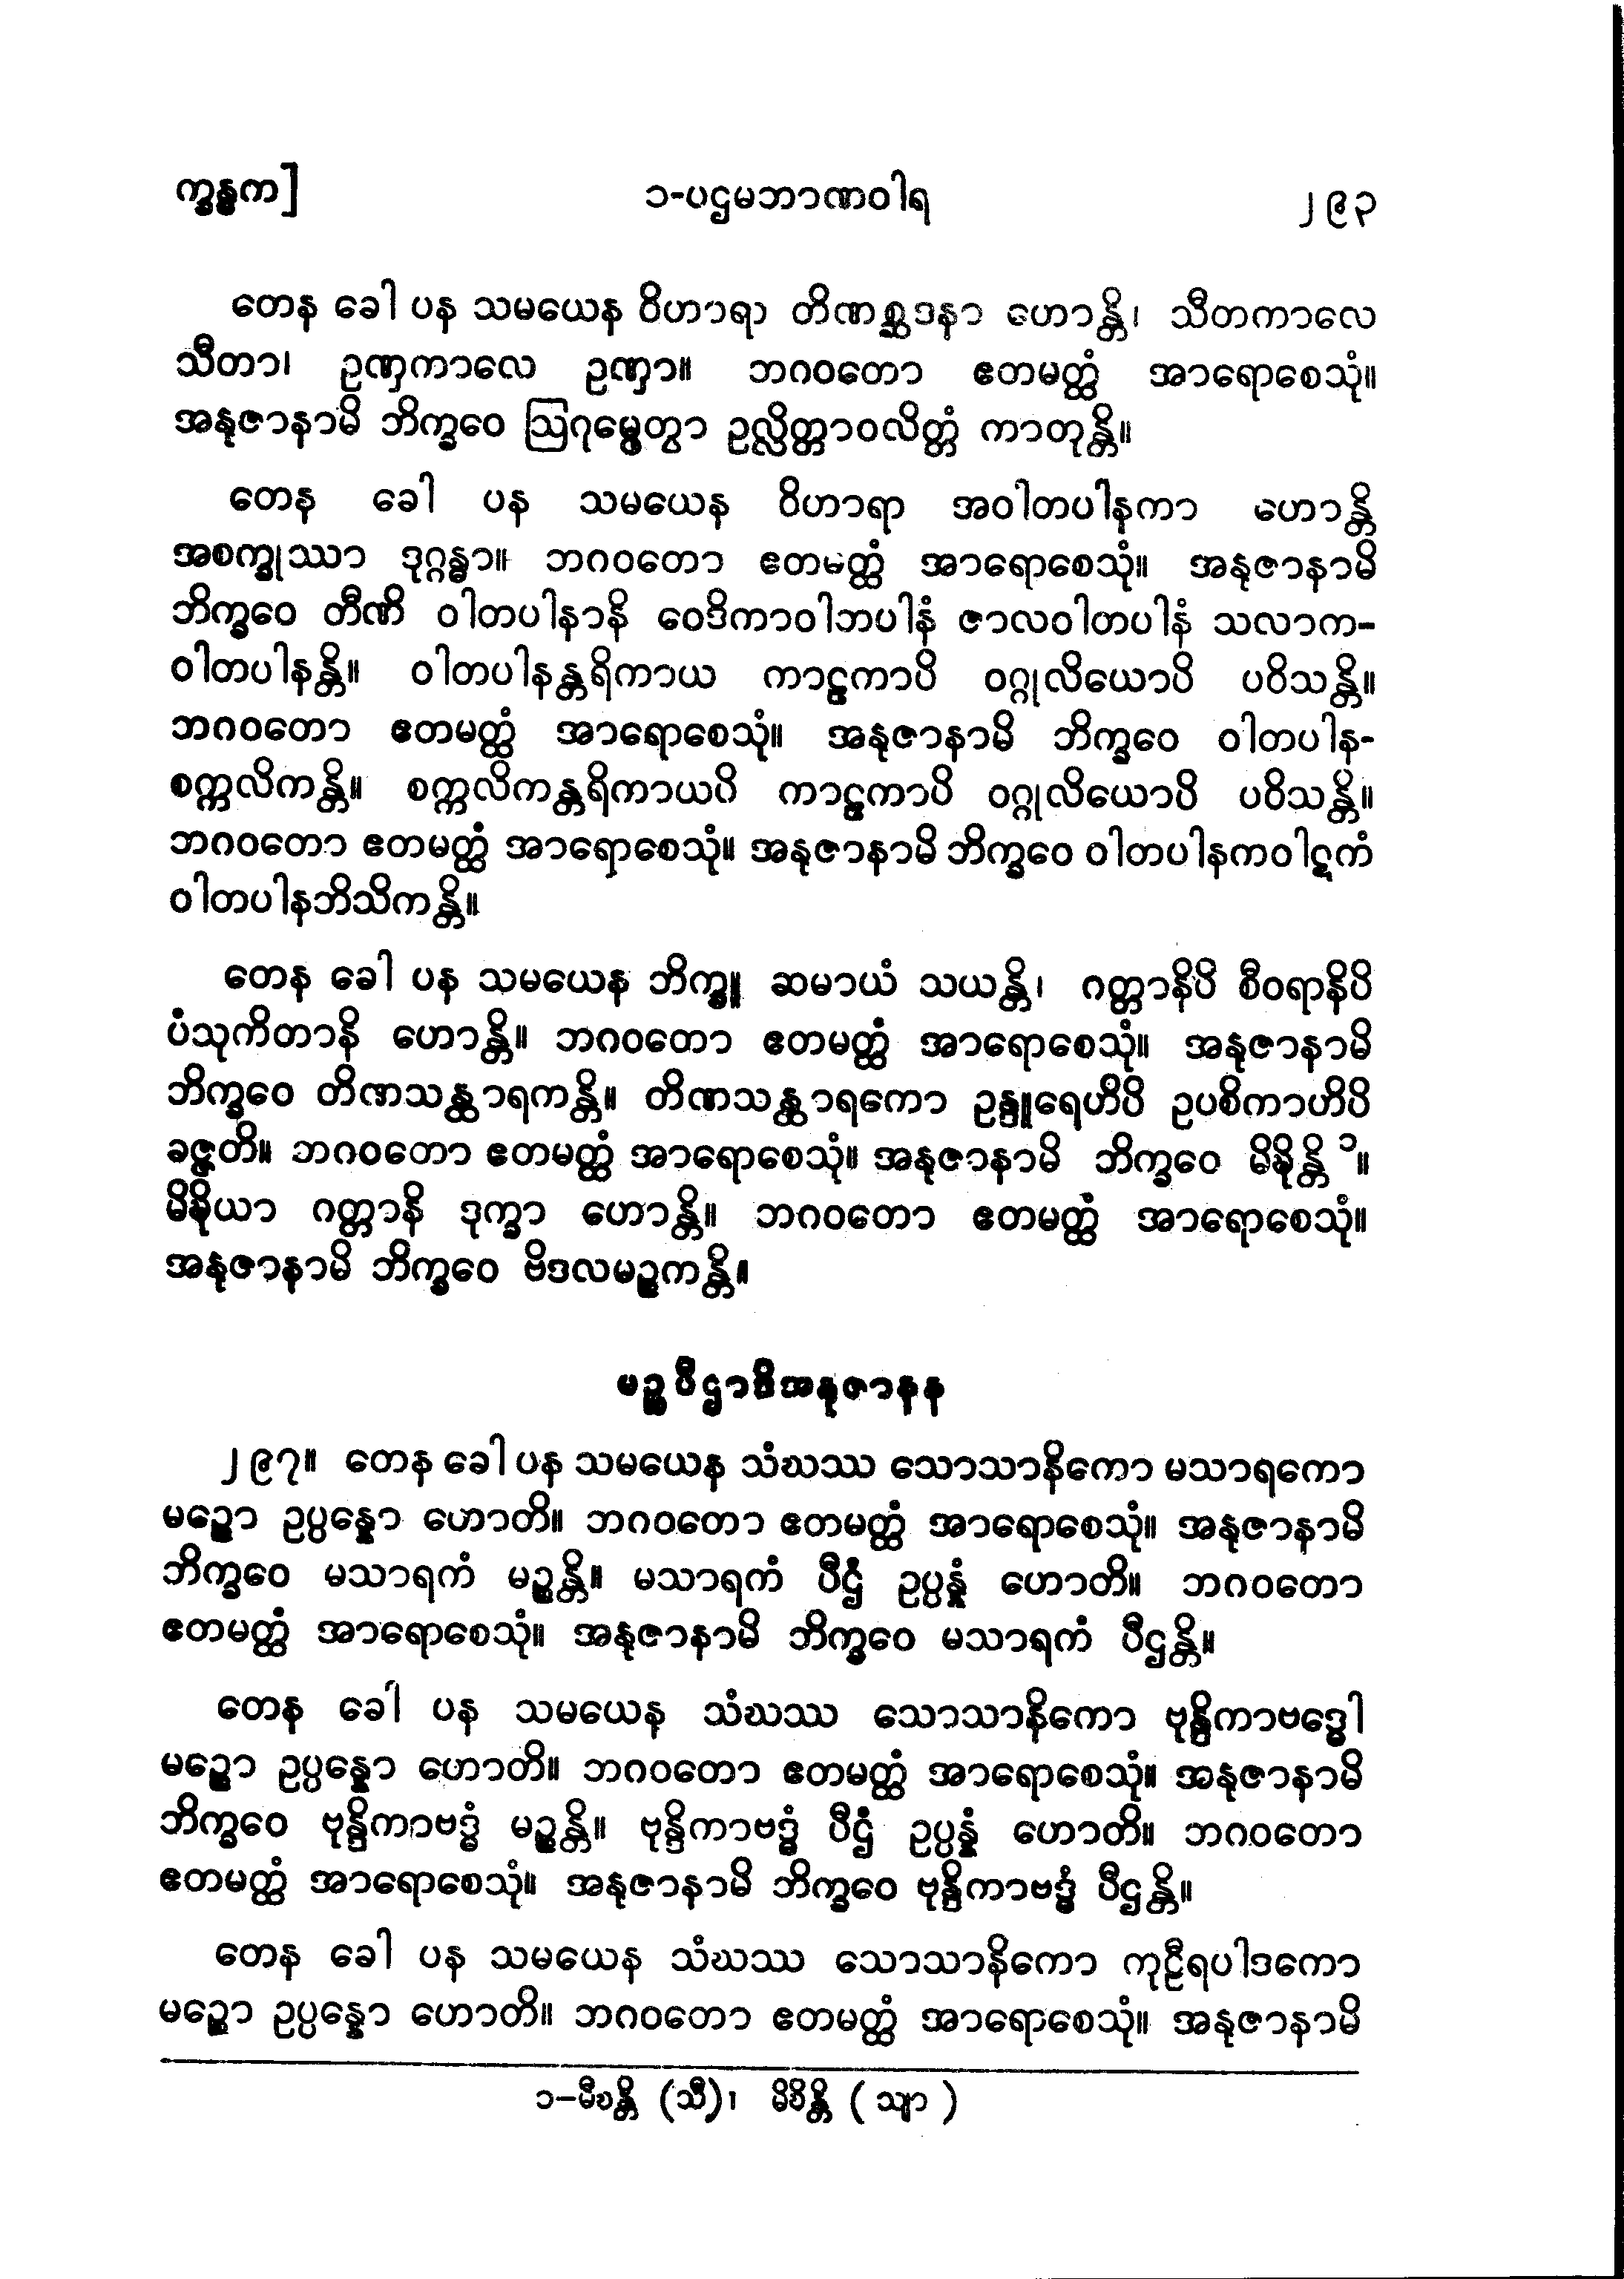 က္ခန္ဓက]
၁-ပဌမဘာဏဝါရ
၂၉၃
တေန ခေါ ပန သမယေန ဝိဟာရာ တိဏစ္ဆဒနာ ဟောန္တိ၊ သီတကာလေ
သီတာ၊ ဥဏှကာလေ ဥဏှာ။ ဘဂဝတော ဧတမတ္ထံ အာရောစေသုံ။
အနုဇာနာမိ ဘိက္ခဝေ ဩဂုမ္ဖေတွာ ဥလ္လိတ္တာဝလိတ္တံ ကာတုန္တိ။
တေန ခေါ ပန သမယေန ဝိဟာရာ အဝါတပါနကာ ဟောန္တိ
အစက္ခုဿာ ဒုဂ္ဂန္ဓာ။ ဘဂဝတော ဧတမတ္ထံ အာရောစေသုံ။ အနုဇာနာမိ
ဘိက္ခဝေ တီဏိ ဝါတပါနာနိ ဝေဒိကာဝါဘပါနံ ဇာလဝါတပါနံ သလာက-
ဝါတပါနန္တိ။ ဝါတပါနန္တရိကာယ ကာဠကာပိ ဝဂ္ဂုလိယောပိ ပဝိသန္တိ။
ဘဂဝတော ဧတမတ္ထံ အာရောစေသုံ။ အနုဇာနာမိ ဘိက္ခဝေ ဝါတပါန-
စက္ကလိကန္တိ။ စက္ကလိကန္တရိကာယပိ ကာဠကာပိ ဝဂ္ဂုလိယောပိ ပဝိသန္တိ။
ဘဂဝတော ဧတမတ္ထံ အာရောစေသုံ။ အနုဇာနာမိ ဘိက္ခဝေ ဝါတပါနကဝါဋကံ
ဝါတပါနဘိသိကန္တိ။
တေန ခေါ ပန သမယေန ဘိက္ခူ ဆမာယံ သယန္တိ၊ ဂတ္တာနိပိ စီဝရာနိပိ
ပံသုကိတာနိ ဟောန္တိ။ ဘဂဝတော ဧတမတ္ထံ အာရောစေသုံ။ အနုဇာနာမိ
ဘိက္ခဝေ တိဏသန္ထာရကန္တိ။ တိဏသန္ထာရကော ဥန္ဒူရေဟိပိ ဥပစိကာဟိပိ
ခဇ္ဇတိ။ ဘဂဝတော ဧတမတ္ထံ အာရောစေသုံ။ အနုဇာနာမိ ဘိက္ခဝေ မိဍ္ဎိန္တိ ၁။
မိဍ္ဎိယာ ဂတ္တာနိ ဒုက္ခာ ဟောန္တိ။ ဘဂဝတော ဧတမတ္ထံ အာရောစေသုံ။
အနုဇာနာမိ ဘိက္ခဝေ ဗိဒလမဉ္စကန္တိ။
မဉ္စပီဌာဒိအနုဇာနန
၂၉၇။ တေန ခေါ ပန သမယေန သံဃဿ သောသာနိကော မသာရကော
မဉ္စော ဥပ္ပန္နော ဟောတိ။ ဘဂဝတော ဧတမတ္ထံ အာရောစေသုံ။ အနုဇာနာမိ
ဘိက္ခဝေ မသာရကံ မဉ္စန္တိ။ မသာရကံ ပီဌံ ဥပ္ပန္နံ ဟောတိ။ ဘဂဝတော
ဧတမတ္ထံ အာရောစေသုံ။ အနုဇာနာမိ ဘိက္ခဝေ မသာရကံ ပီဌန္တိ။
တေန ခေါ ပန သမယေန သံဃဿ သောသာနိကော ဗုန္ဒိကာဗဒ္ဓေါ
မဉ္စော ဥပ္ပန္နော ဟောတိ။ ဘဂဝတော ဧတမတ္ထံ အာရောစေသုံ။ အနုဇာနာမိ
ဘိက္ခဝေ ဗုန္ဒိကာဗဒ္ဓံ မဉ္စန္တိ။ ဗုန္ဒိကာဗဒ္ဓံ ပီဌံ ဥပ္ပန္နံ ဟောတိ။ ဘဂဝတော
ဧတမတ္ထံ အာရောစေသုံ။ အနုဇာနာမိ ဘိက္ခဝေ ဗုန္ဒိကာဗဒ္ဓံ ပီဌန္တိ။
တေန ခေါ ပန သမယေန သံဃဿ သောသာနိကော ကုဠီရပါဒကော
မဉ္စော ဥပ္ပန္နော ဟောတိ။ ဘဂဝတော ဧတမတ္ထံ အာရောစေသုံ။ အနုဇာနာမိ
၁-မီဎန္တိ (သီ)၊ မိဎိန္တိ (သျာ)